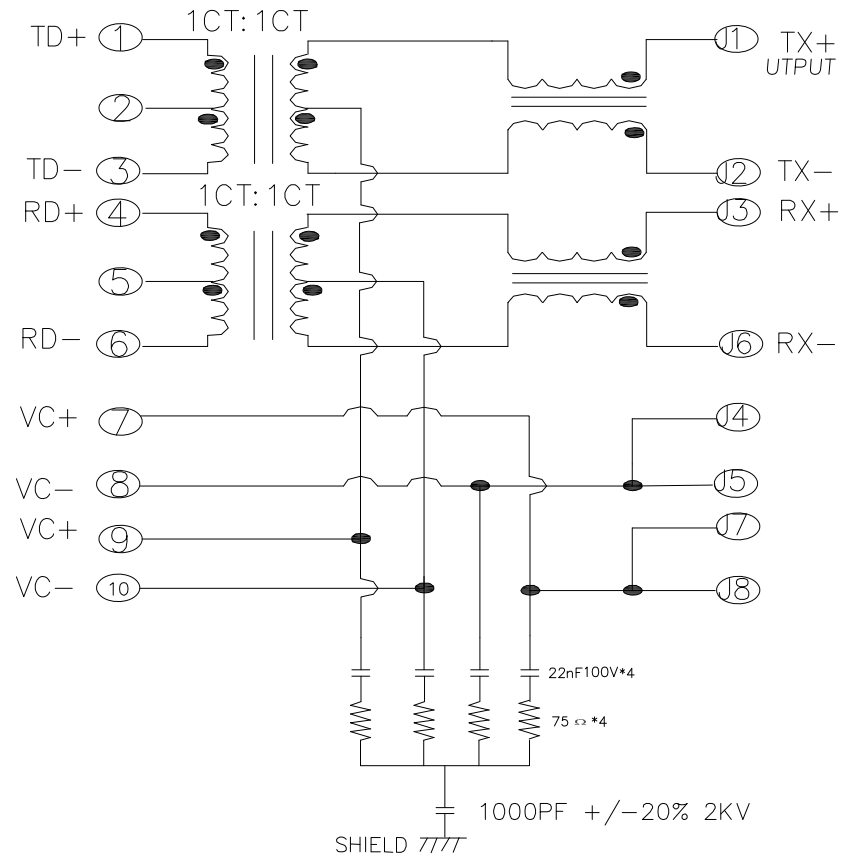 1CT:1CT
TD+ 1 J1 TX+
UTPUT
2
TD- 3 J2 TX-
1CT:1CT
RD+ 4 J3 RX+
5
RD- 6 J6 RX-
VC+ 7 J4
VC- 8 J5
VC+ 9 J7
VC- 10 J8
22nF100V*4
75 Ω *4
1000PF +/-20% 2KV
SHIELD